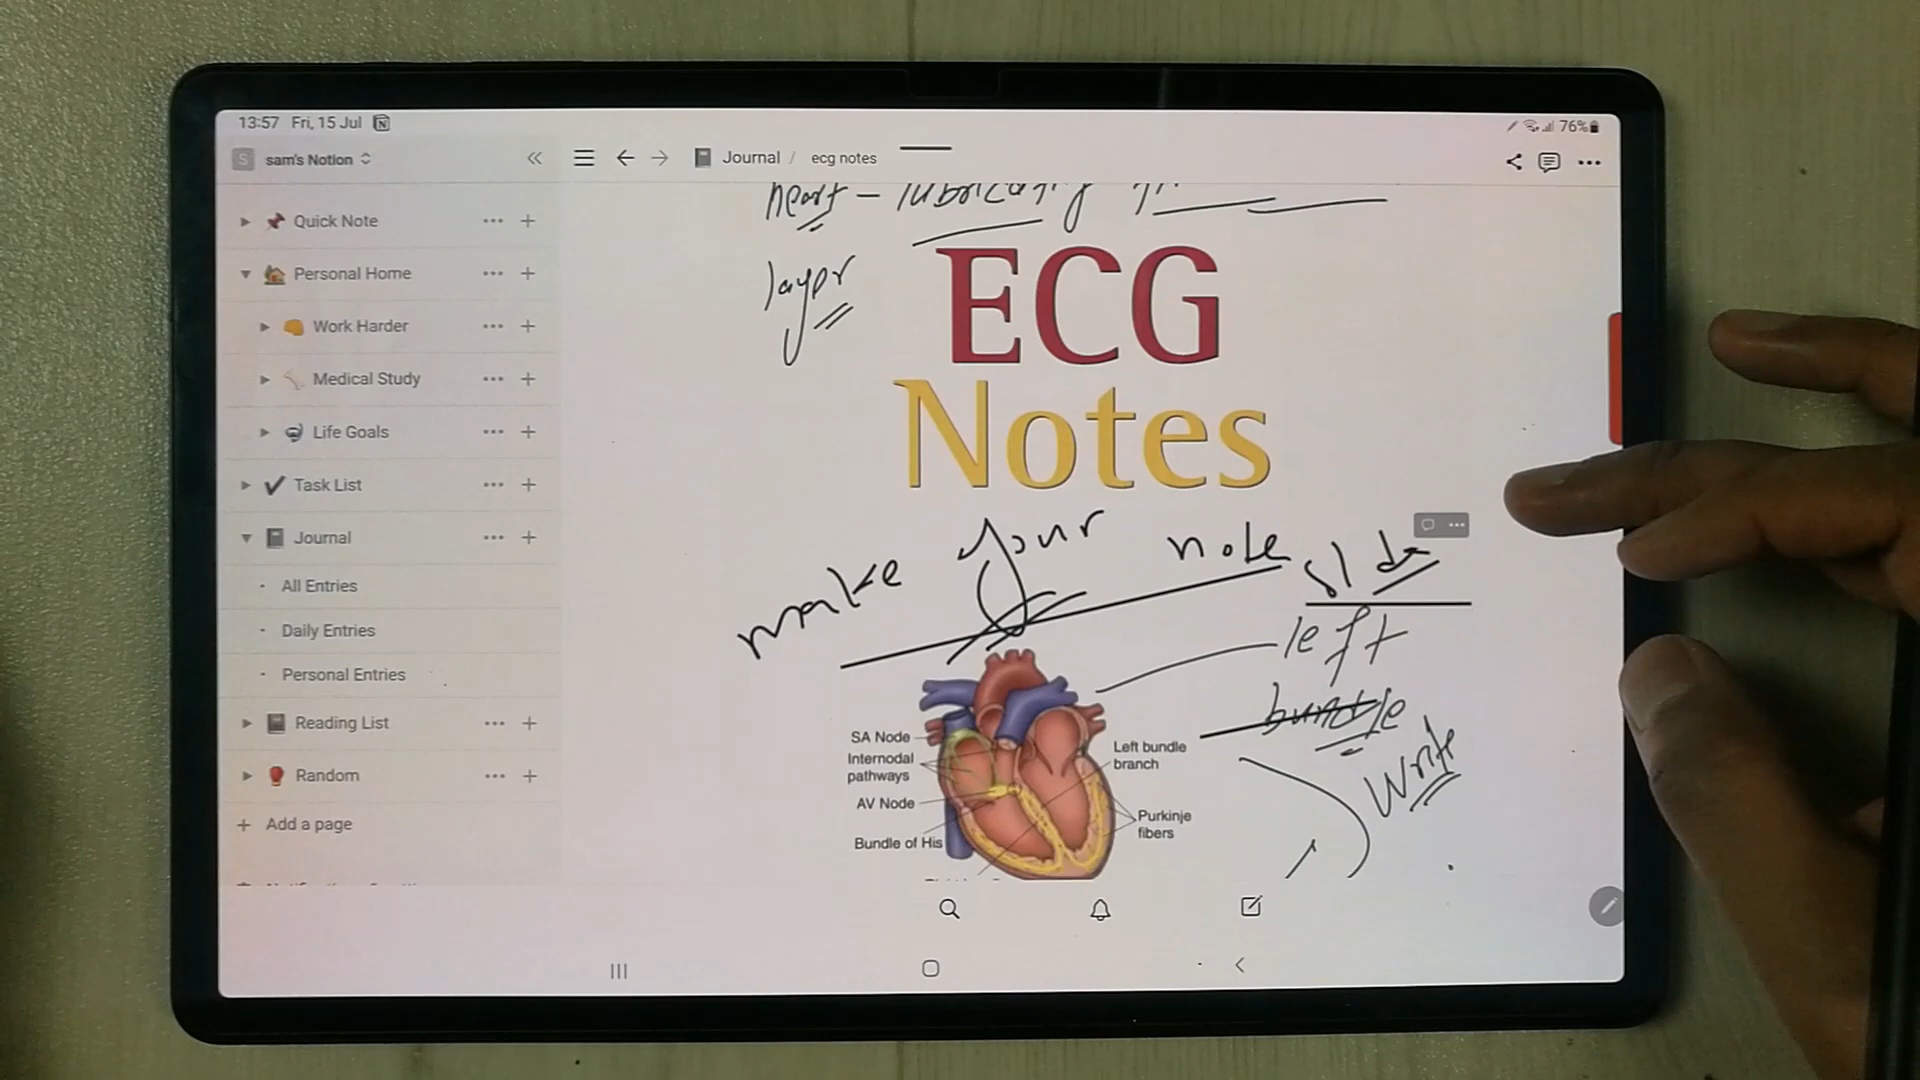 13:57 Fri, 15 Jul
76%
S sam's Notion
Journal / ecg notes
Quick Note
Personal Home
Work Harder
Medical Study
Life Goals
Task List
Journal
All Entries
Daily Entries
Personal Entries
Reading List
Random
+ Add a page
heart - lubricating
layer
ECG
Notes
make your note
left
bundle
Write
SA Node
Internodal
pathways
AV Node
Bundle of His
Left bundle
branch
Purkinje
fibers